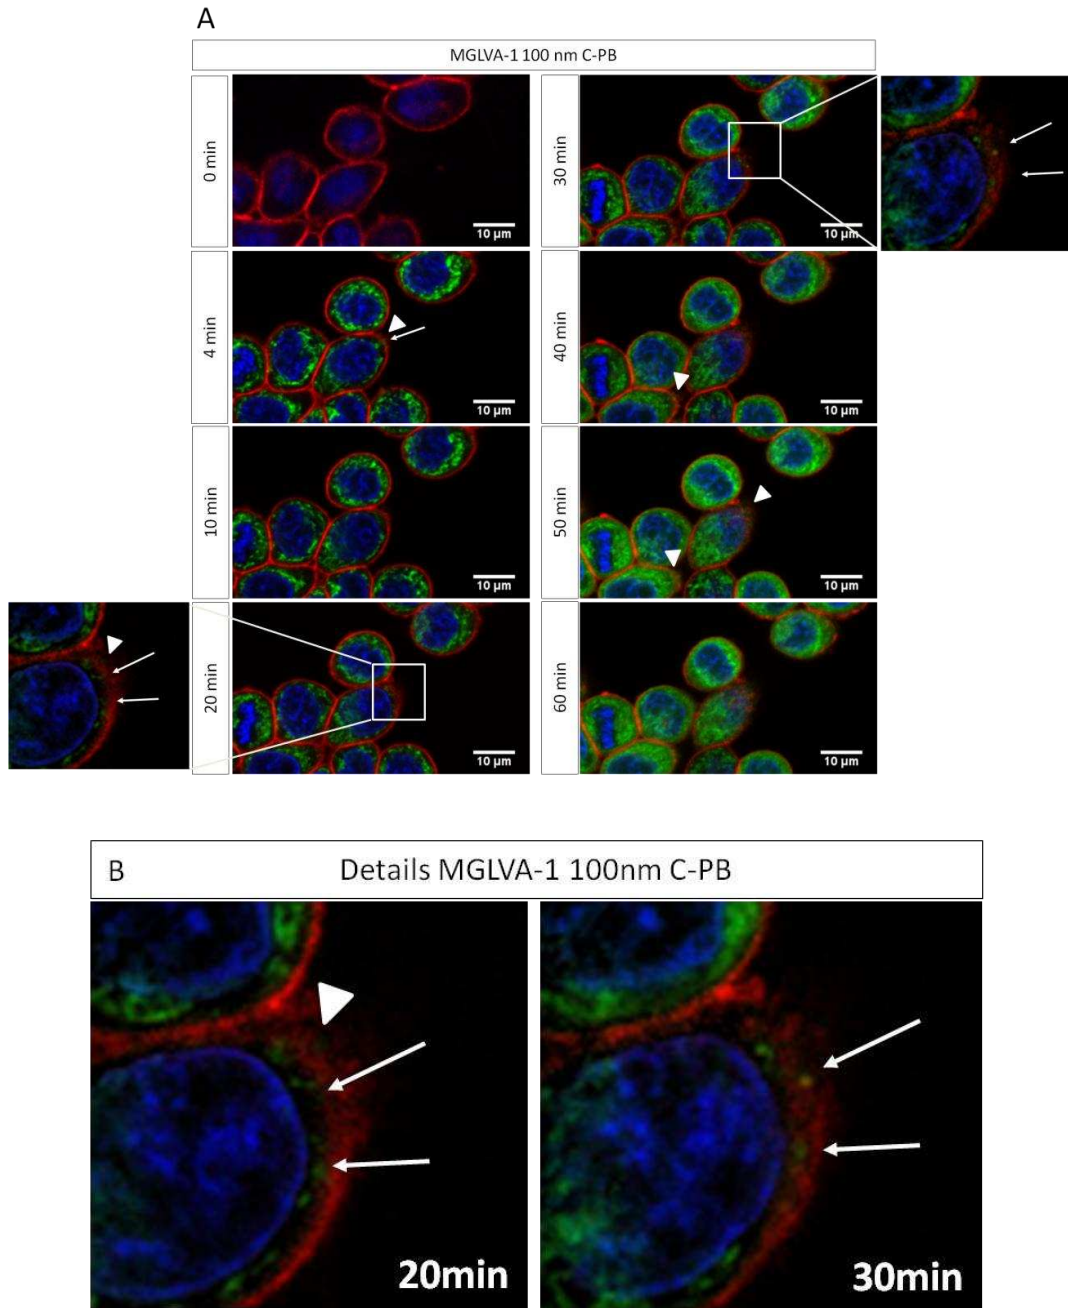 A
MGLVA-1 100 nm C-PB
0 min
10 µm
30 min
10 µm
4 min
10 µm
40 min
10 µm
10 min
10 µm
50 min
10 µm
20 min
10 µm
60 min
10 µm
B
Details MGLVA-1 100nm C-PB
20min
30min